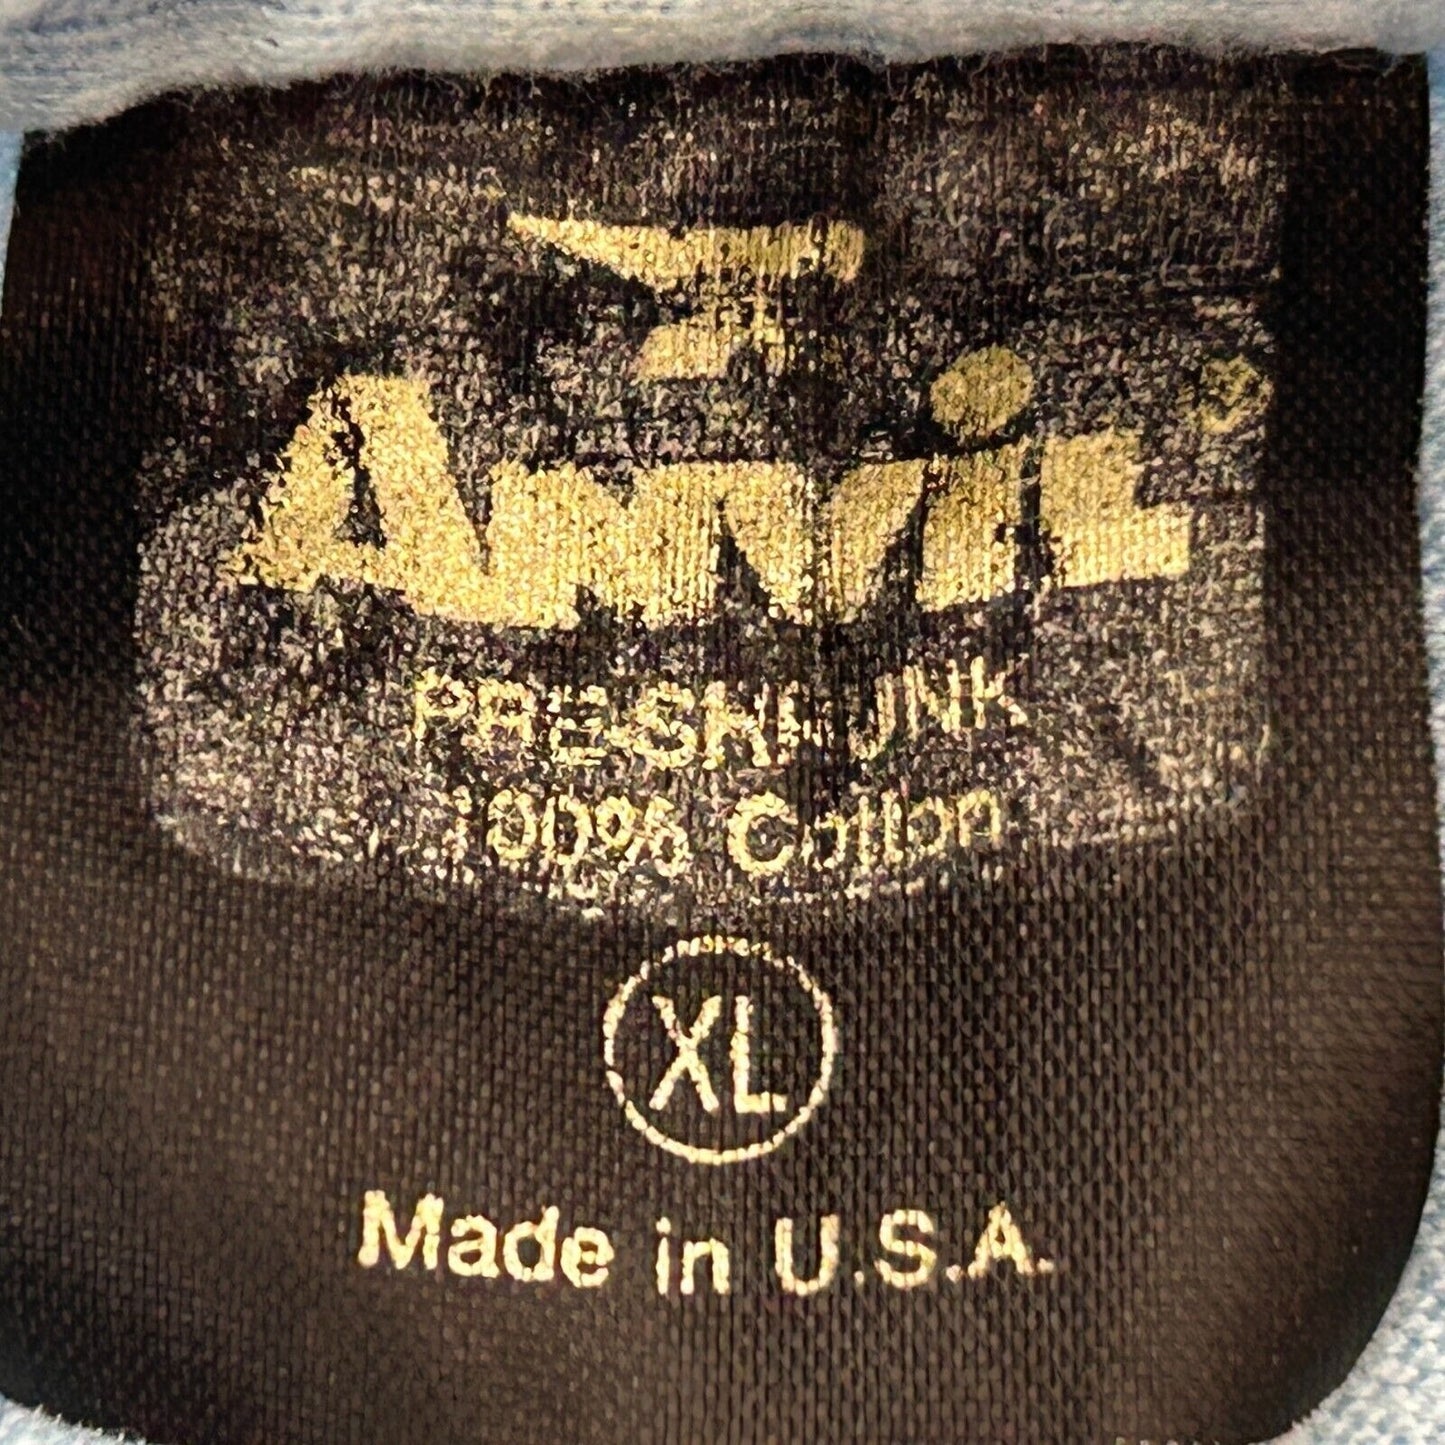 Anvil®
PRESHRUNK
100% Cotton
XL
Made in U.S.A.